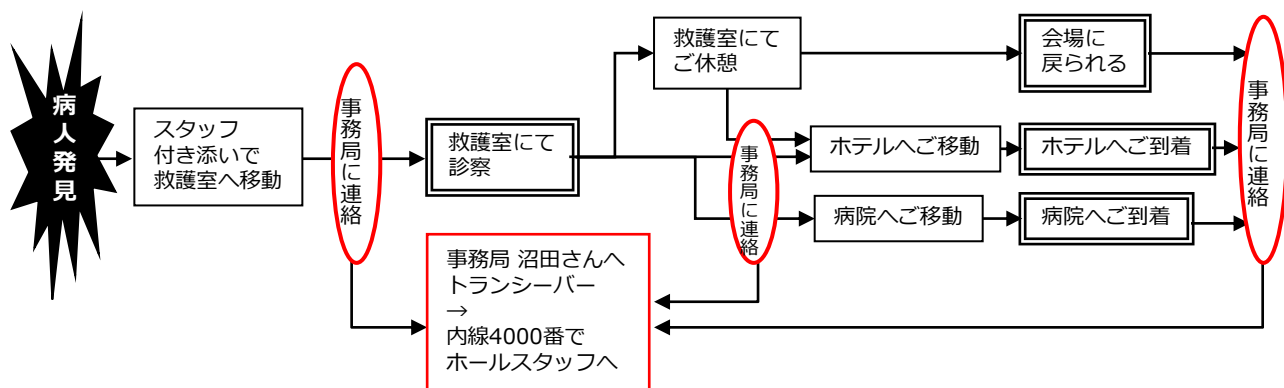 病人発見
スタッフ
付き添いで
救護室へ移動
事務局に連絡
救護室にて
診察
救護室にて
ご休憩
会場に
戻られる
事務局に連絡
ホテルへご移動
ホテルへご到着
病院へご移動
病院へご到着
事務局に連絡
事務局 沼田さんへ
トランシーバー
→
内線4000番で
ホールスタッフへ